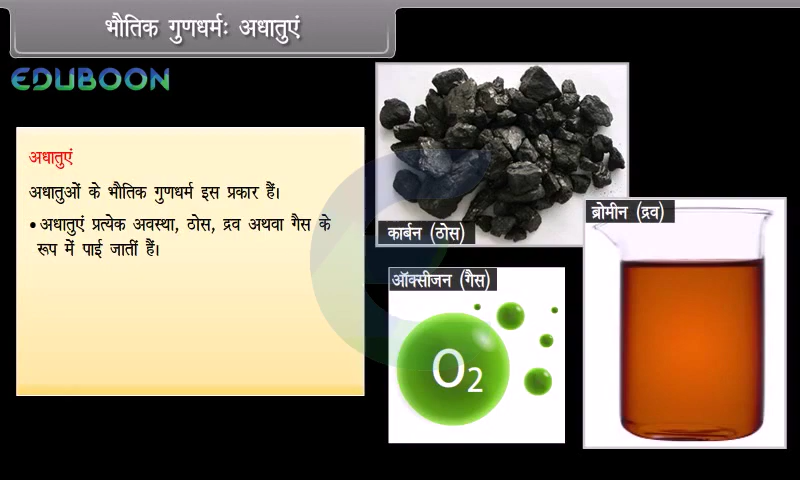 भौतिक गुणधर्मः अधातुएं
EDUBOON
अधातुएं
अधातुओं के भौतिक गुणधर्म इस प्रकार हैं।
• अधातुएं प्रत्येक अवस्था, ठोस, द्रव अथवा गैस के
रूप में पाई जातीं हैं।
कार्बन (ठोस)
ब्रोमीन (द्रव)
ऑक्सीजन (गैस)
O2